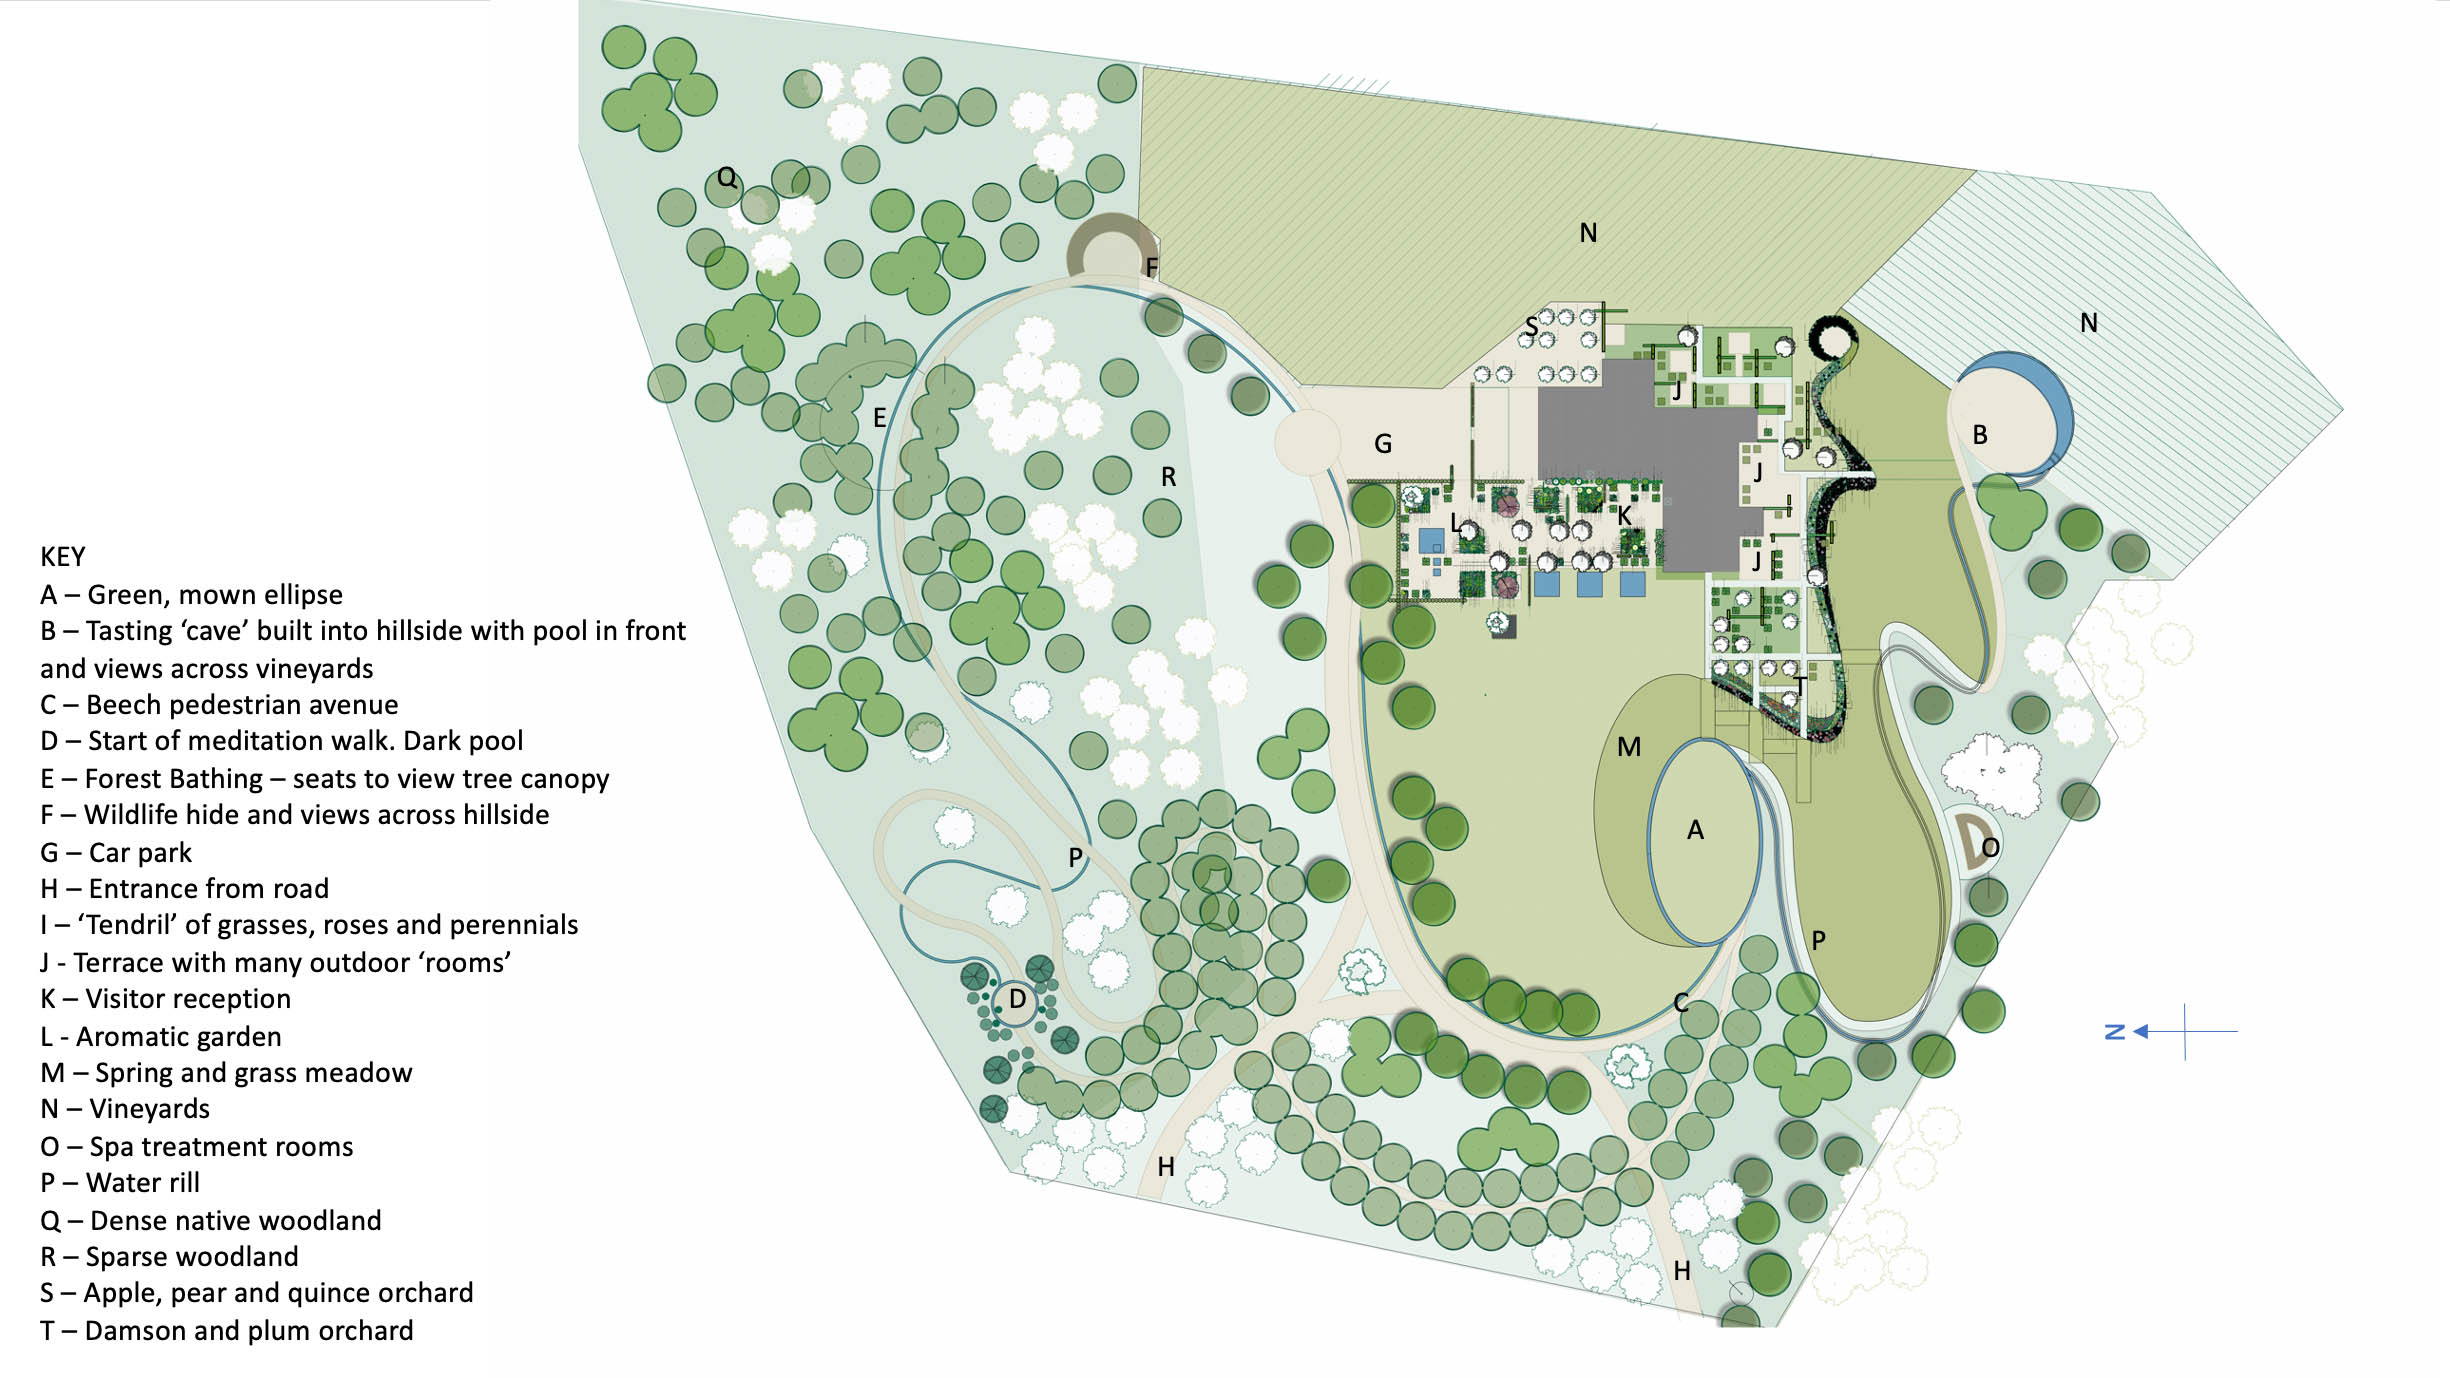 KEY
A – Green, mown ellipse
B – Tasting ‘cave’ built into hillside with pool in front
and views across vineyards
C – Beech pedestrian avenue
D – Start of meditation walk. Dark pool
E – Forest Bathing – seats to view tree canopy
F – Wildlife hide and views across hillside
G – Car park
H – Entrance from road
I – ‘Tendril’ of grasses, roses and perennials
J - Terrace with many outdoor ‘rooms’
K – Visitor reception
L - Aromatic garden
M – Spring and grass meadow
N – Vineyards
O – Spa treatment rooms
P – Water rill
Q – Dense native woodland
R – Sparse woodland
S – Apple, pear and quince orchard
T – Damson and plum orchard
Q
N
F
N
S
J
E
B
G
J
R
L
K
J
T
M
A
P
O
P
D
C
N
H
H